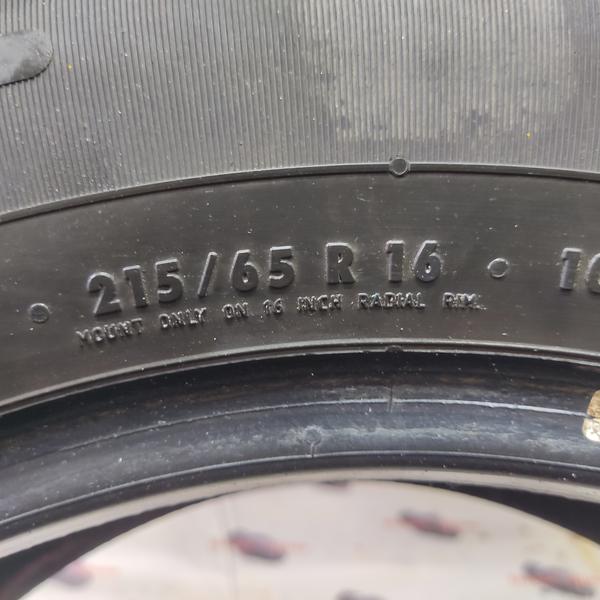 215/65 R 16
MOUNT ONLY ON 16 INCH RADIAL RIM.